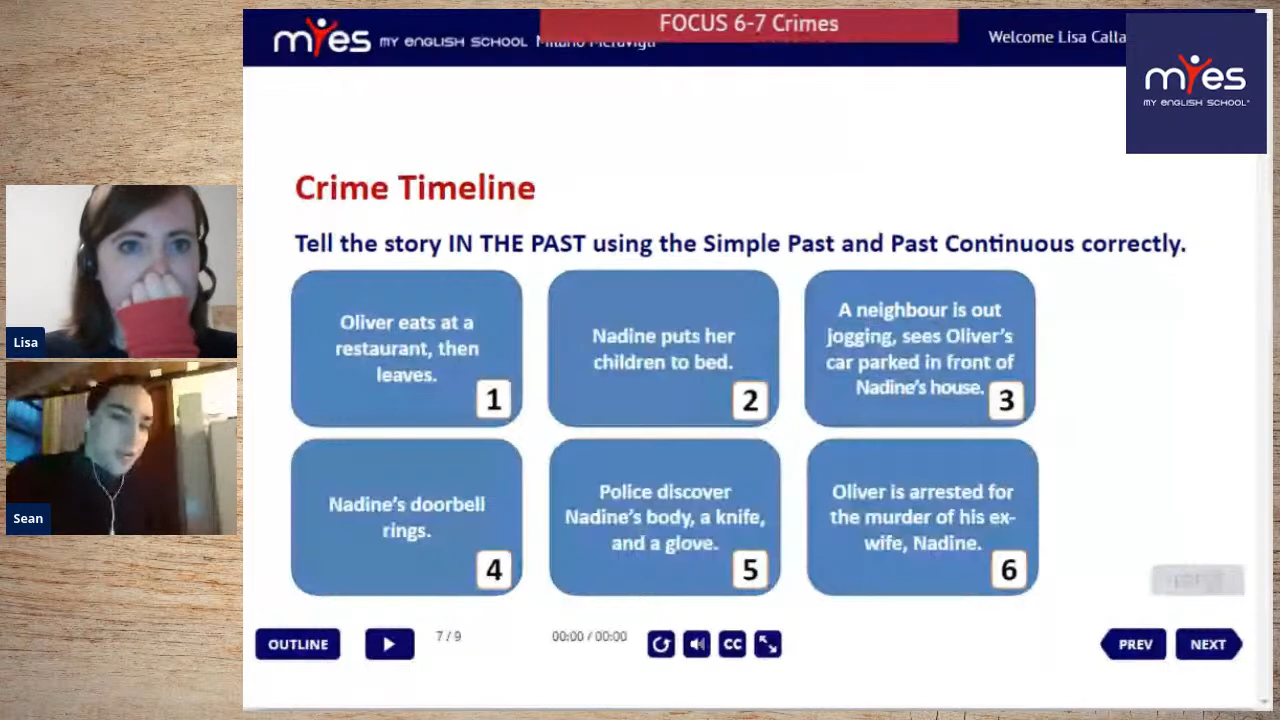 FOCUS 6-7 Crimes
myes MY ENGLISH SCHOOL Milano Meravigli
Welcome Lisa Calla
myes
MY ENGLISH SCHOOL
Crime Timeline
Tell the story IN THE PAST using the Simple Past and Past Continuous correctly.
Oliver eats at a
restaurant, then
leaves.
1
Nadine puts her
children to bed.
2
A neighbour is out
jogging, sees Oliver's
car parked in front of
Nadine's house.
3
Nadine's doorbell
rings.
4
Police discover
Nadine's body, a knife,
and a glove.
5
Oliver is arrested for
the murder of his ex-
wife, Nadine.
6
Lisa
Sean
OUTLINE
7 / 9
00:00 / 00:00
CC
PREV
NEXT